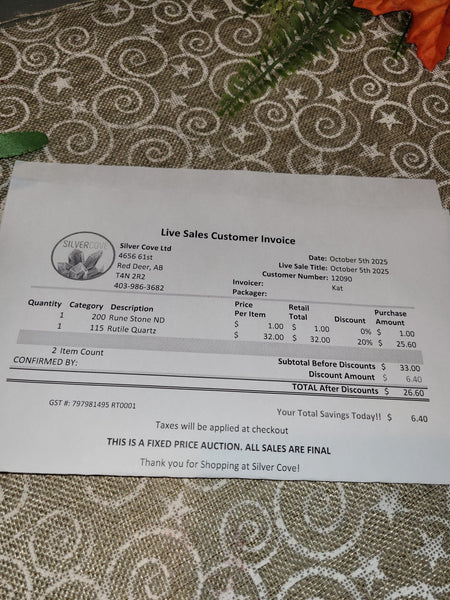 Live Sales Customer Invoice
SILVERCOVE
Silver Cove Ltd
4656 61st
Red Deer, AB
T4N 2R2
403-986-3682
Date: October 5th 2025
Live Sale Title: October 5th 2025
Customer Number: 12090
Invoicer: Kat
Packager:
Quantity Category Description Price Per Item Retail Total Discount Purchase Amount
1 200 Rune Stone ND $ 1.00 $ 1.00 0% $ 1.00
1 115 Rutile Quartz $ 32.00 $ 32.00 20% $ 25.60
2 Item Count Subtotal Before Discounts $ 33.00
CONFIRMED BY: Discount Amount $ 6.40
TOTAL After Discounts $ 26.60
GST #: 797981495 RT0001 Your Total Savings Today!! $ 6.40
Taxes will be applied at checkout
THIS IS A FIXED PRICE AUCTION. ALL SALES ARE FINAL
Thank you for Shopping at Silver Cove!